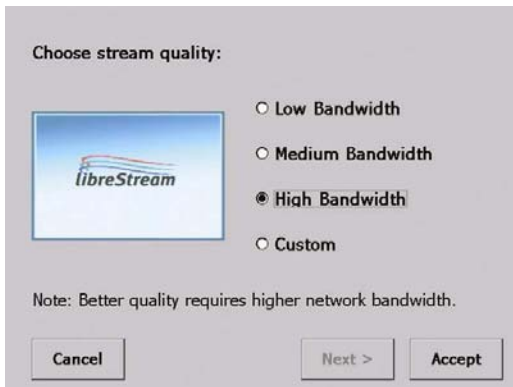 Choose stream quality:
libreStream
Low Bandwidth
Medium Bandwidth
High Bandwidth
Custom
Note: Better quality requires higher network bandwidth.
Cancel
Next >
Accept